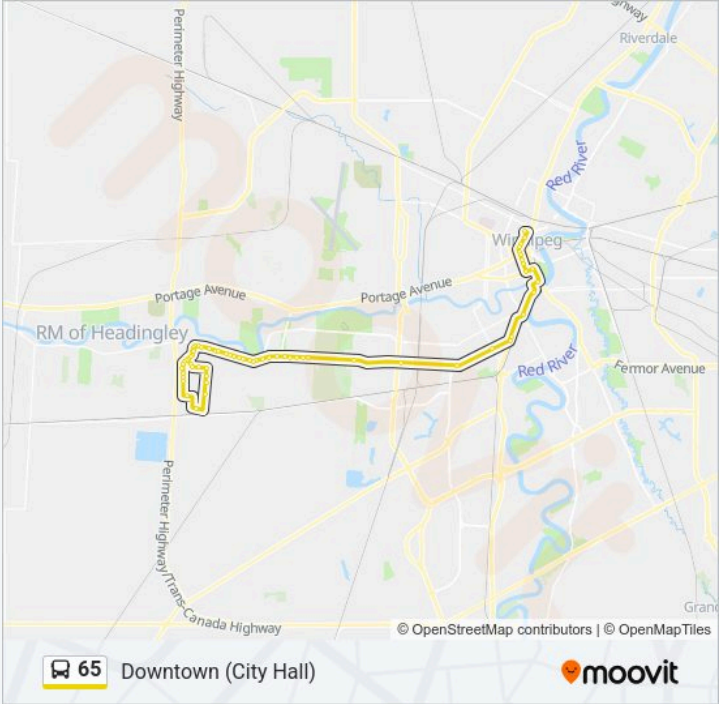 ghway
Perimeter Highway
Riverdale
Red River
Winnipeg
Portage Avenue
Portage Avenue
RM of Headingley
Red River
Fermor Avenue
Perimeter Highway/Trans-Canada Highway
Grand
© OpenStreetMap contributors | © OpenMapTiles
65 Downtown (City Hall)
moovit